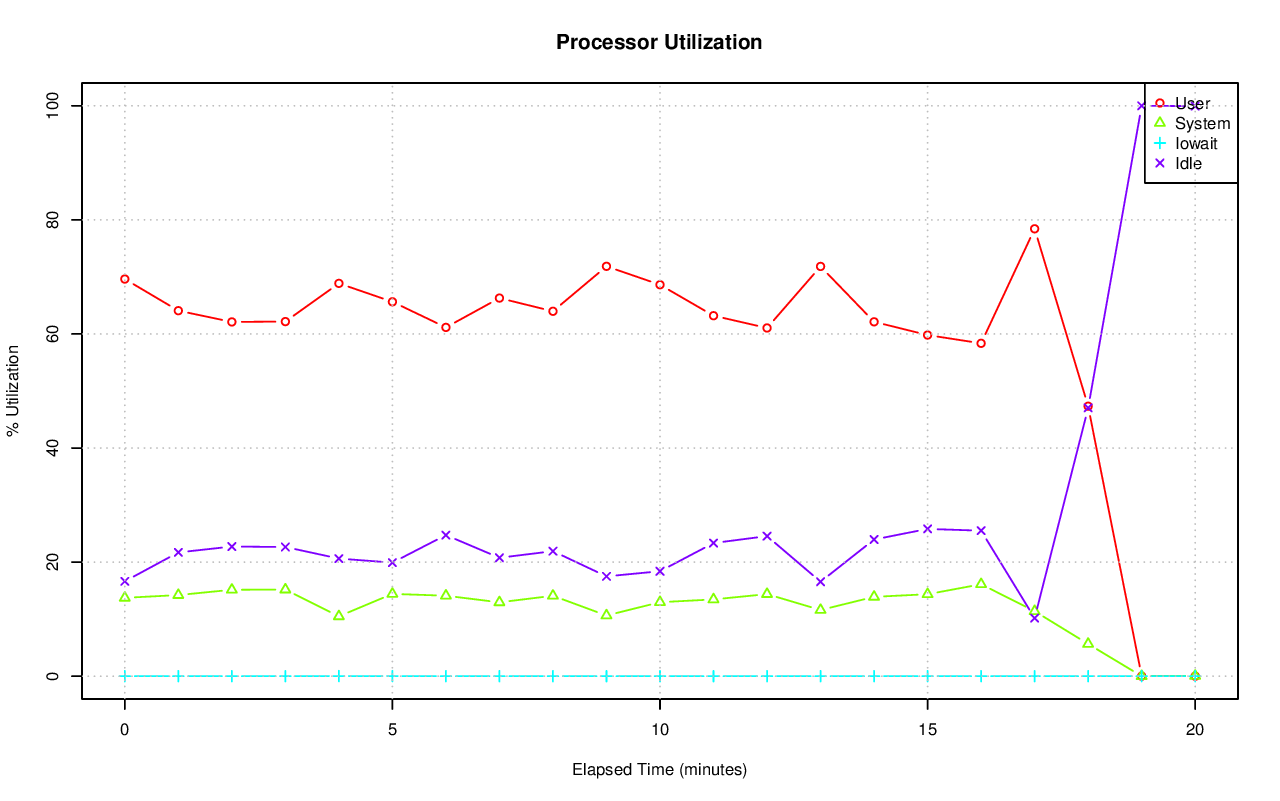 Processor Utilization
% Utilization
100
80
60
40
20
0
User
System
Iowait
Idle
0 5 10 15 20
Elapsed Time (minutes)